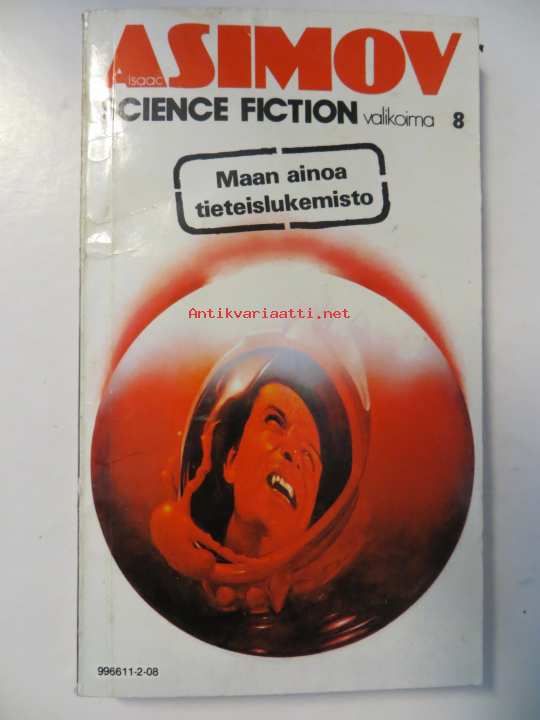 Isaac ASIMOV
SCIENCE FICTION valikoima 8
Maan ainoa
tieteislukemisto
Antikvariaatti.net
996611-2-08